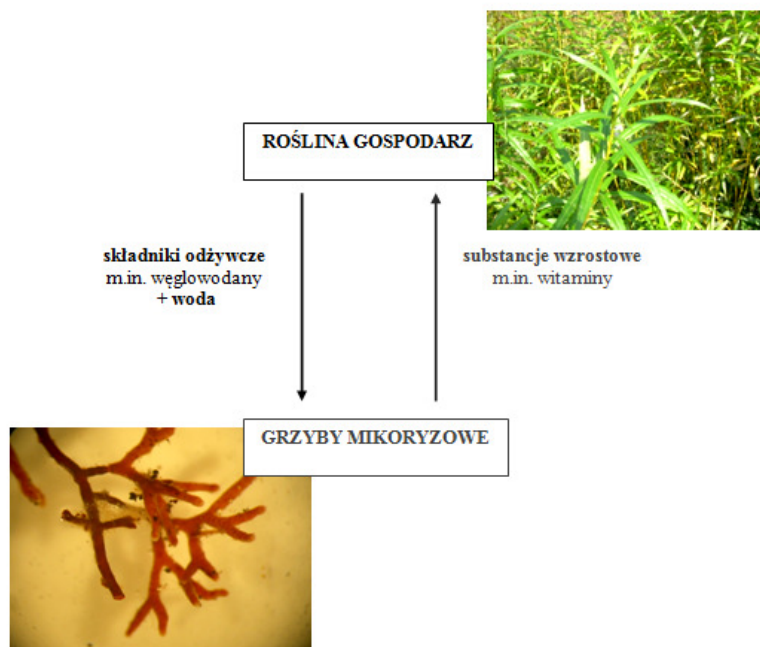 ROŚLINA GOSPODARZ
składniki odżywcze
m.in. węglowodany
+ woda
substancje wzrostowe
m.in. witaminy
GRZYBY MIKORYZOWE